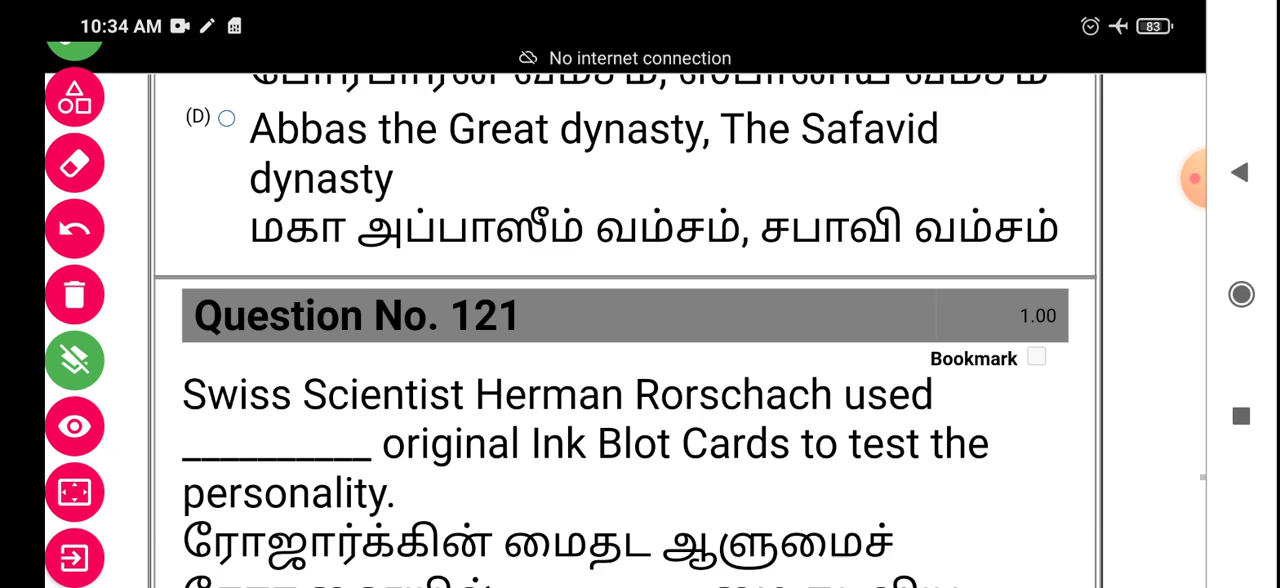 10:34 AM
83
No internet connection
(D) Abbas the Great dynasty, The Safavid
dynasty
மகா அப்பாஸீம் வம்சம், சபாவி வம்சம்
Question No. 121
1.00
Bookmark
Swiss Scientist Herman Rorschach used
__________ original Ink Blot Cards to test the
personality.
ரோஜார்க்கின் மைதட ஆளுமைச்